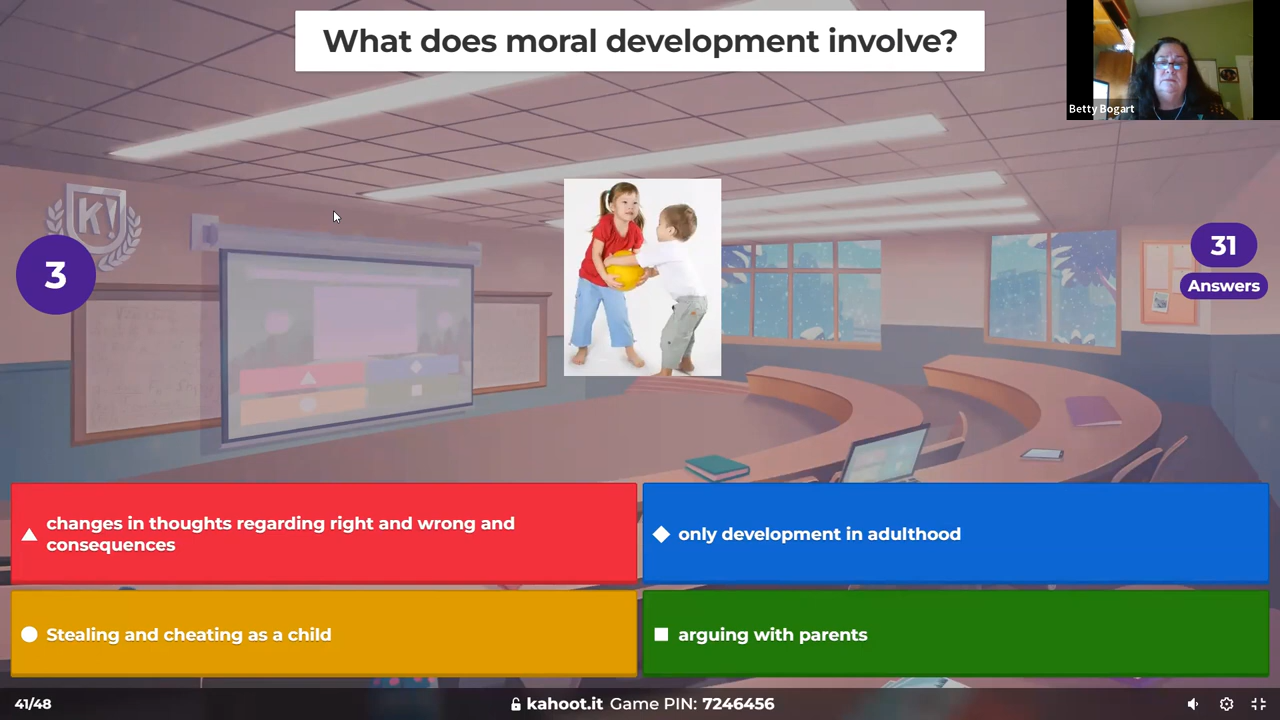 What does moral development involve?
Betty Bogart
K!
3
31
Answers
changes in thoughts regarding right and wrong and
consequences
only development in adulthood
Stealing and cheating as a child
arguing with parents
41/48
kahoot.it Game PIN: 7246456